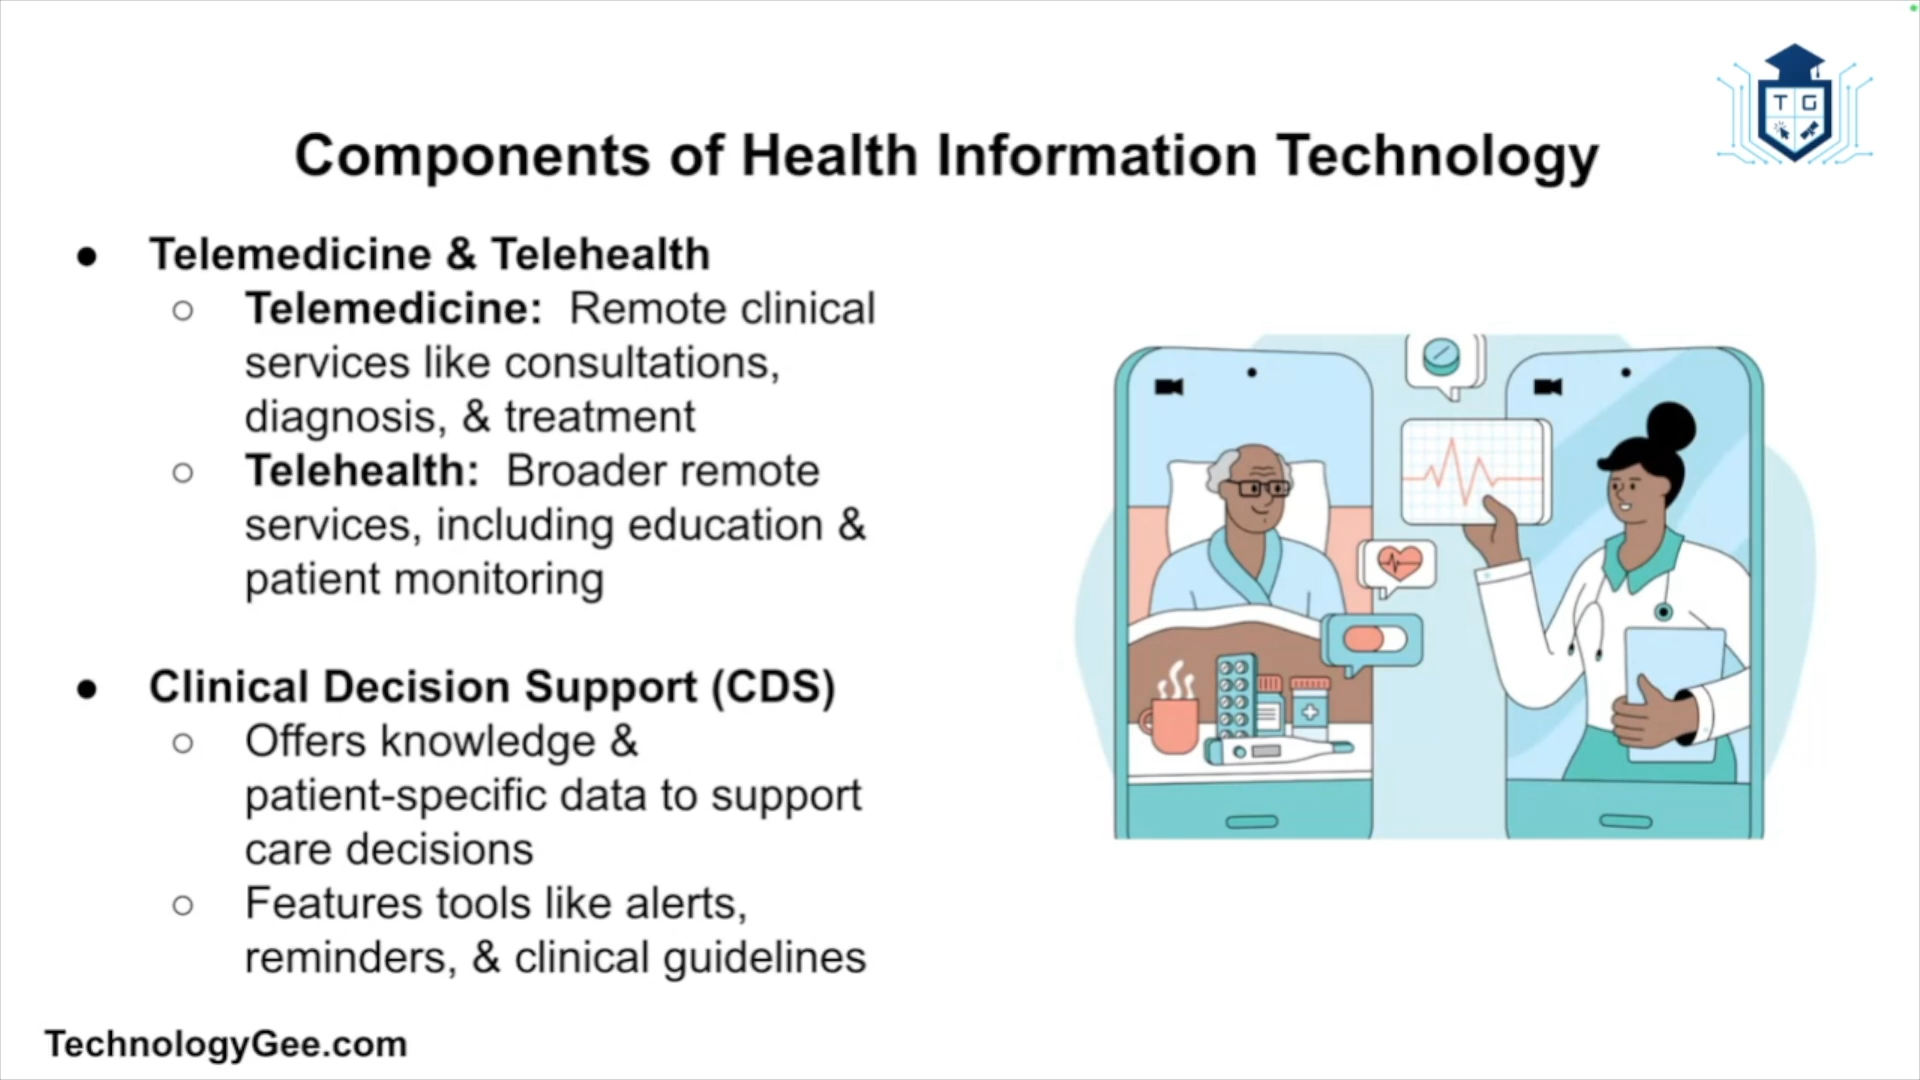 T G
Components of Health Information Technology
● Telemedicine & Telehealth
○ Telemedicine: Remote clinical
services like consultations,
diagnosis, & treatment
○ Telehealth: Broader remote
services, including education &
patient monitoring
● Clinical Decision Support (CDS)
○ Offers knowledge &
patient-specific data to support
care decisions
○ Features tools like alerts,
reminders, & clinical guidelines
TechnologyGee.com